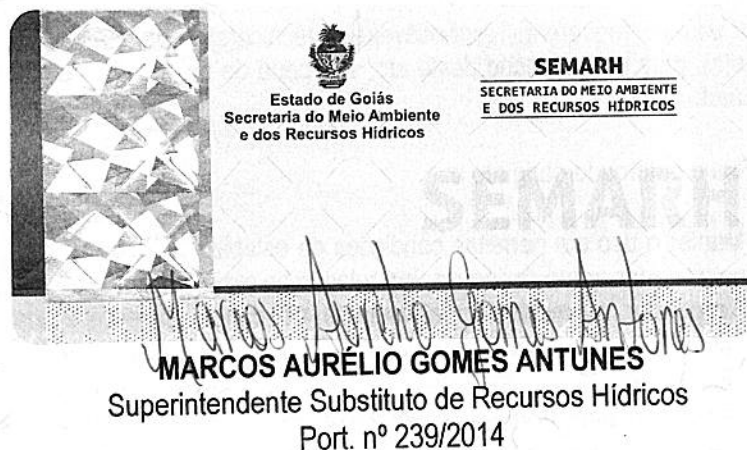 Estado de Goiás
Secretaria do Meio Ambiente
e dos Recursos Hídricos
SEMARH
SECRETARIA DO MEIO AMBIENTE
E DOS RECURSOS HÍDRICOS
SEMARH
Marcos Aurélio Gomes Antunes
MARCOS AURÉLIO GOMES ANTUNES
Superintendente Substituto de Recursos Hídricos
Port. nº 239/2014